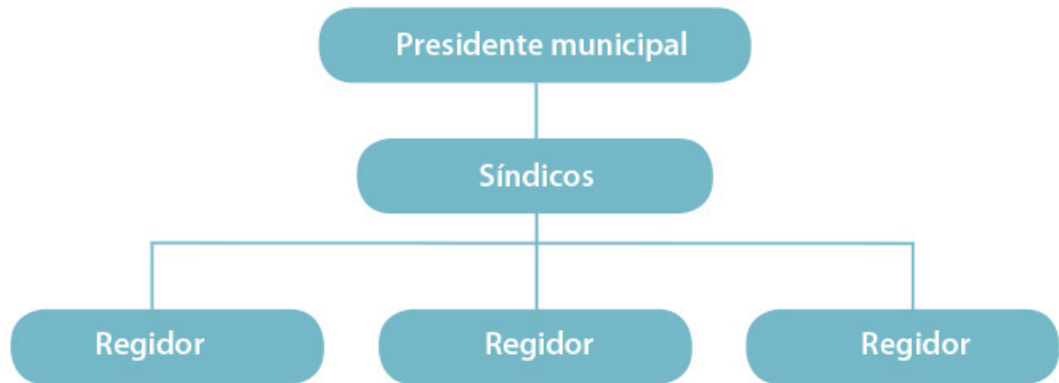 Presidente municipal
Síndicos
Regidor
Regidor
Regidor